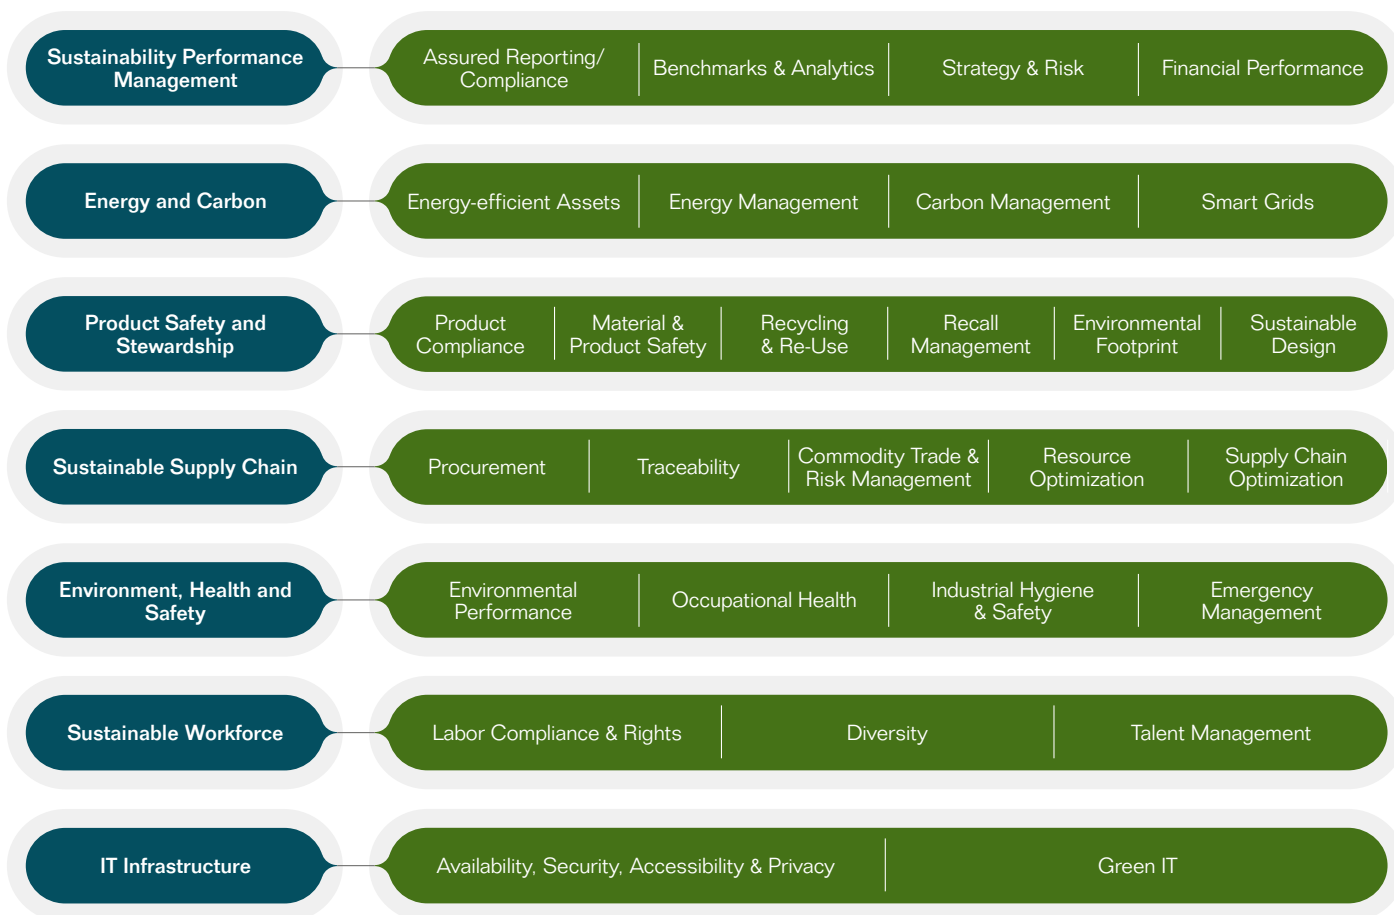 Sustainability Performance
Management
Assured Reporting/
Compliance
Benchmarks & Analytics
Strategy & Risk
Financial Performance
Energy and Carbon
Energy-efficient Assets
Energy Management
Carbon Management
Smart Grids
Product Safety and
Stewardship
Product
Compliance
Material &
Product Safety
Recycling
& Re-Use
Recall
Management
Environmental
Footprint
Sustainable
Design
Sustainable Supply Chain
Procurement
Traceability
Commodity Trade &
Risk Management
Resource
Optimization
Supply Chain
Optimization
Environment, Health and
Safety
Environmental
Performance
Occupational Health
Industrial Hygiene
& Safety
Emergency
Management
Sustainable Workforce
Labor Compliance & Rights
Diversity
Talent Management
IT Infrastructure
Availability, Security, Accessibility & Privacy
Green IT